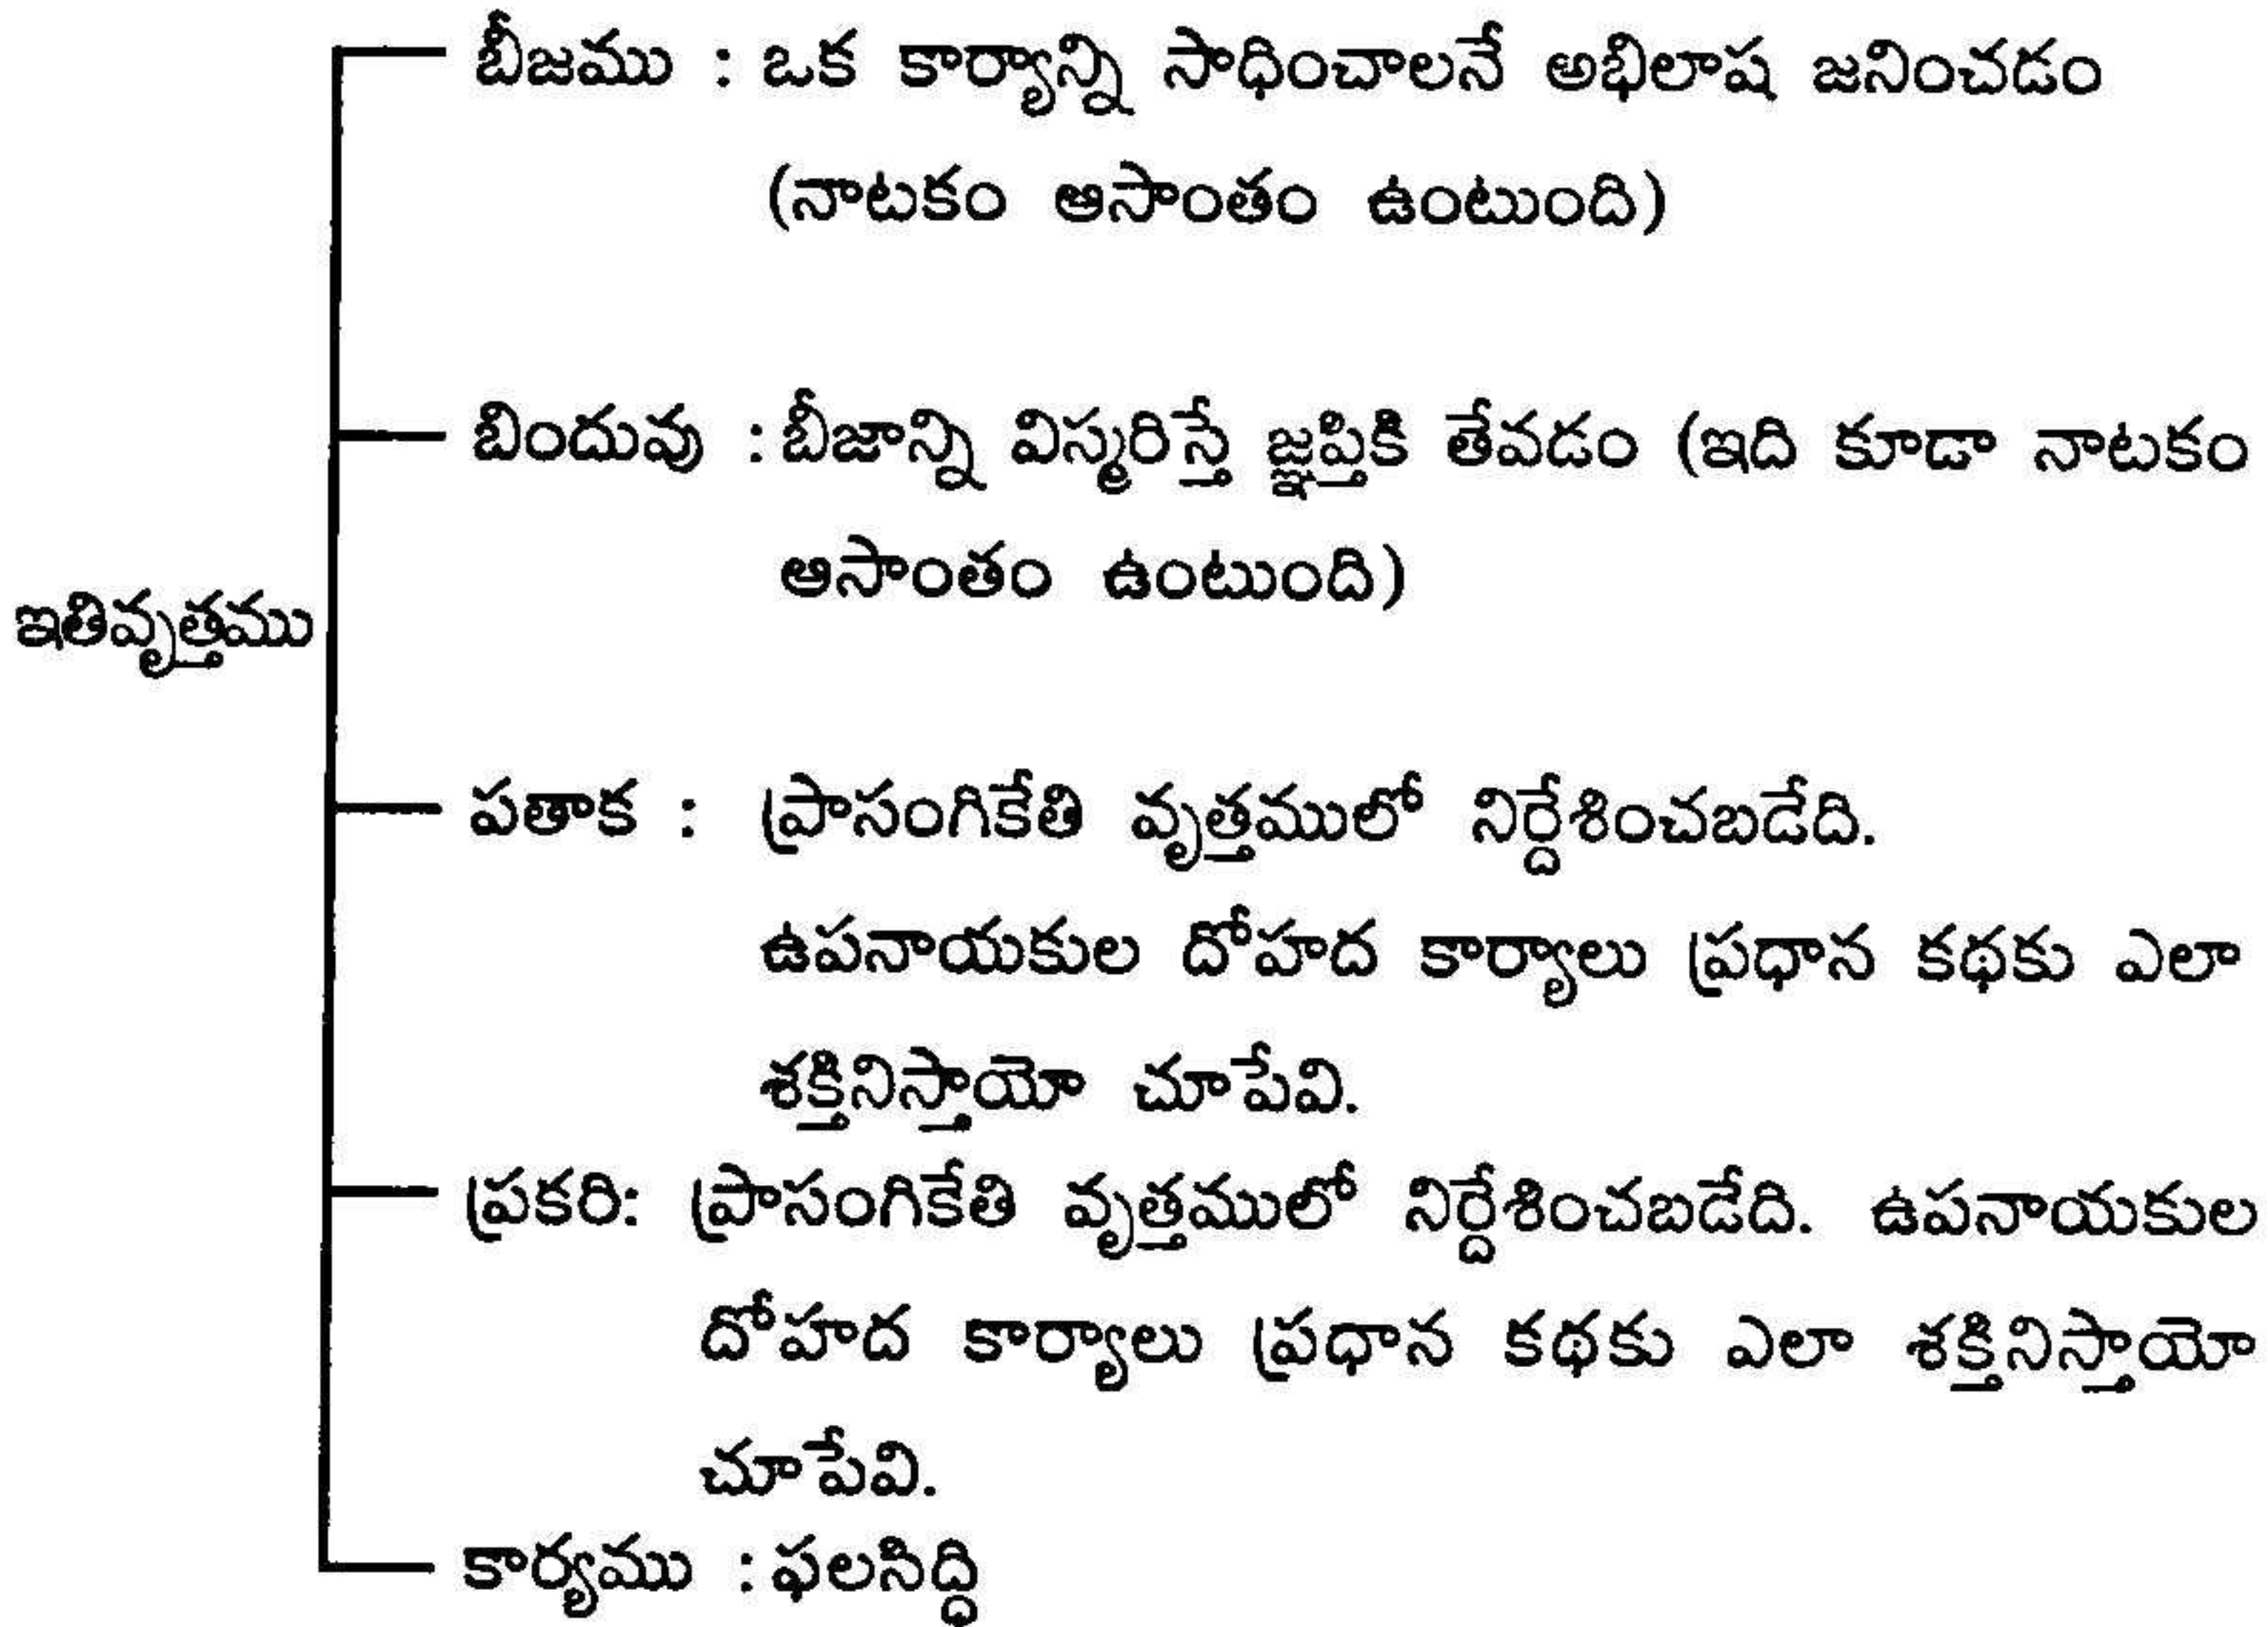 బీజము : ఒక కార్యాన్ని సాధించాలనే అభిలాష జనించడం
(నాటకం ఆసాంతం ఉంటుంది)
బిందువు : బీజాన్ని విస్మరిస్తే జ్ఞప్తికి తేవడం (ఇది కూడా నాటకం
ఆసాంతం ఉంటుంది)
ఇతివృత్తము
పతాక : ప్రాసంగికేతి వృత్తములో నిర్దేశించబడేది.
ఉపనాయకుల దోహద కార్యాలు ప్రధాన కథకు ఎలా
శక్తినిస్తాయో చూపేవి.
ప్రకరి: ప్రాసంగికేతి వృత్తములో నిర్దేశించబడేది. ఉపనాయకుల
దోహద కార్యాలు ప్రధాన కథకు ఎలా శక్తినిస్తాయో
చూపేవి.
కార్యము : ఫలసిద్ధి